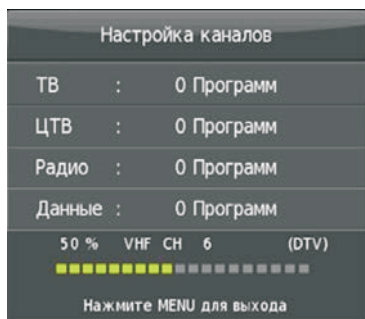 Настройка каналов
ТВ : 0 Программ
ЦТВ : 0 Программ
Радио : 0 Программ
Данные : 0 Программ
50 % VHF CH 6 (DTV)
Нажмите MENU для выхода